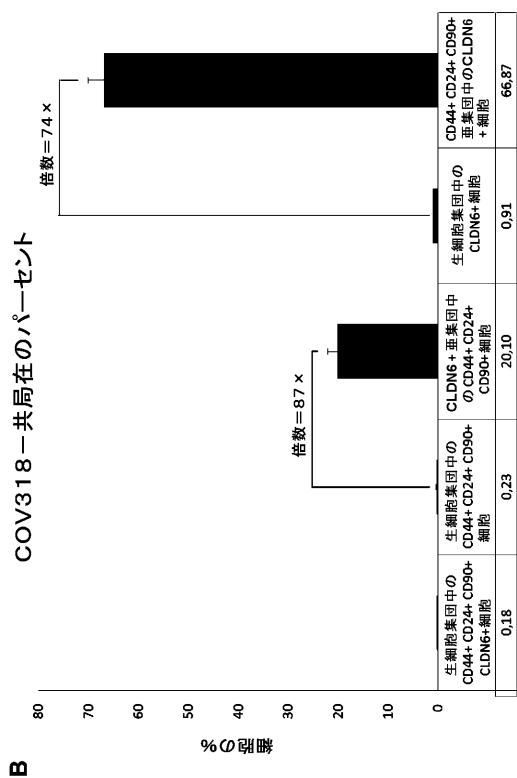 B
COV318－共局在のパーセント
細胞の%
80
70
60
50
40
30
20
10
0
倍数＝87×
倍数＝74×
生細胞集団中の
CD44+ CD24+ CD90+
CLDN6+細胞
生細胞集団中の
CD44+ CD24+ CD90+
細胞
CLDN6＋亜集団中
の CD44+ CD24+
CD90+細胞
生細胞集団中の
CLDN6+細胞
CD44+ CD24+ CD90+
亜集団中のCLDN6
+ 細胞
0,18
0,23
20,10
0,91
66,87